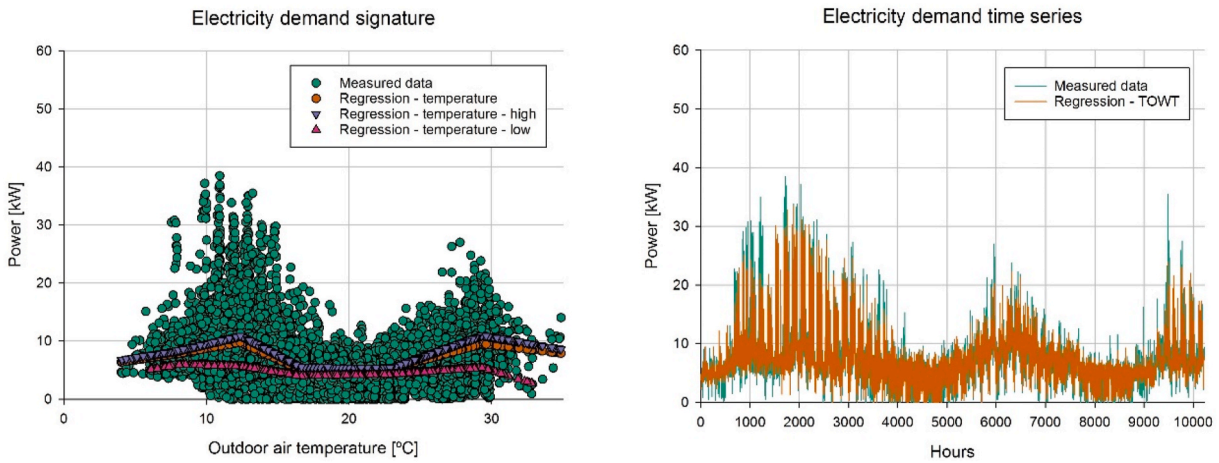 Electricity demand signature
60
50
40
30
20
10
0
Power [kW]
Measured data
Regression - temperature
Regression - temperature - high
Regression - temperature - low
0
10
20
30
Outdoor air temperature [ºC]
Electricity demand time series
60
50
40
30
20
10
0
Power [kW]
Measured data
Regression - TOWT
0
1000
2000
3000
4000
5000
6000
7000
8000
9000
10000
Hours